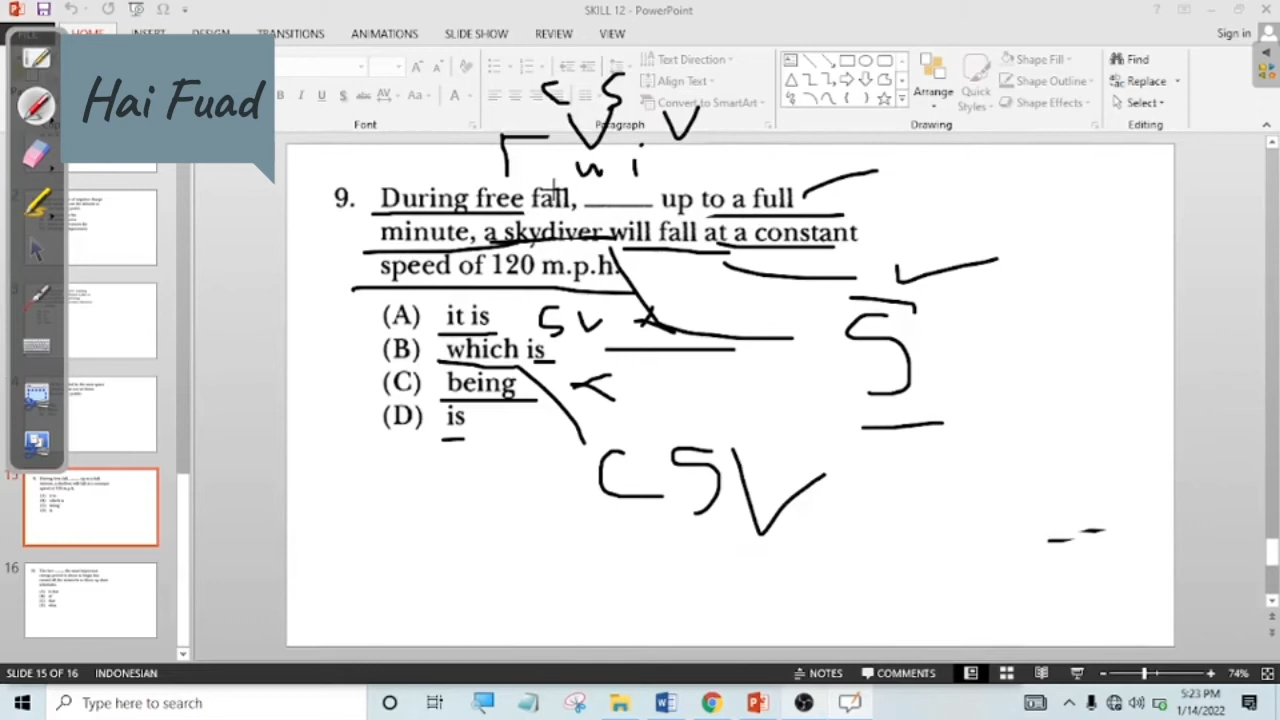 SKILL 12 - PowerPoint
Sign in
FILE HOME INSERT DESIGN TRANSITIONS ANIMATIONS SLIDE SHOW REVIEW VIEW
Text Direction
Align Text
Convert to SmartArt
Arrange
Quick Styles
Shape Fill
Shape Outline
Shape Effects
Find
Replace
Select
Font Paragraph Drawing Editing
Hai Fuad
C S V
9. During free fall, ______ up to a full
minute, a skydiver will fall at a constant
speed of 120 m.p.h.
(A) it is S V
(B) which is
(C) being
(D) is
S
C S V
16
SLIDE 15 OF 16 INDONESIAN
NOTES COMMENTS 74%
Type here to search
5:23 PM
1/14/2022